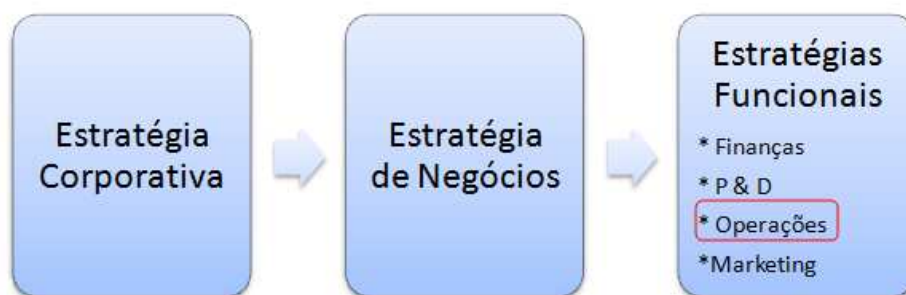 Estratégia
Corporativa
Estratégia
de Negócios
Estratégias
Funcionais
* Finanças
* P & D
* Operações
*Marketing